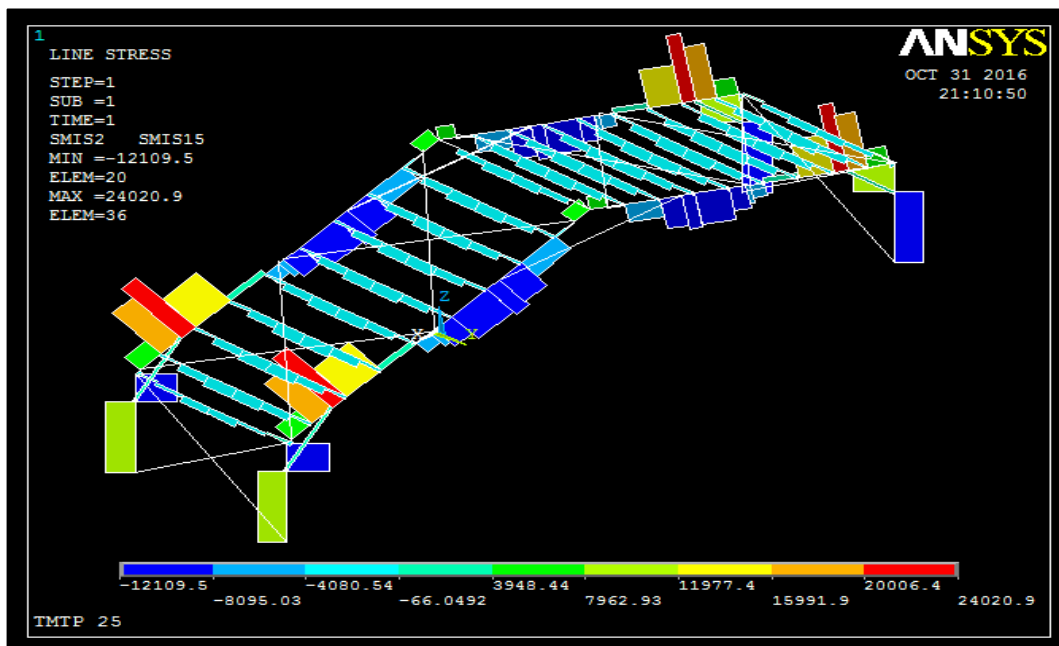 1
LINE STRESS
STEP=1
SUB =1
TIME=1
SMIS2 SMIS15
MIN =-12109.5
ELEM=20
MAX =24020.9
ELEM=36
ANSYS
OCT 31 2016
21:10:50
Z
X Y
-12109.5 -4080.54 3948.44 11977.4 20006.4
-8095.03 -66.0492 7962.93 15991.9 24020.9
TMTP 25